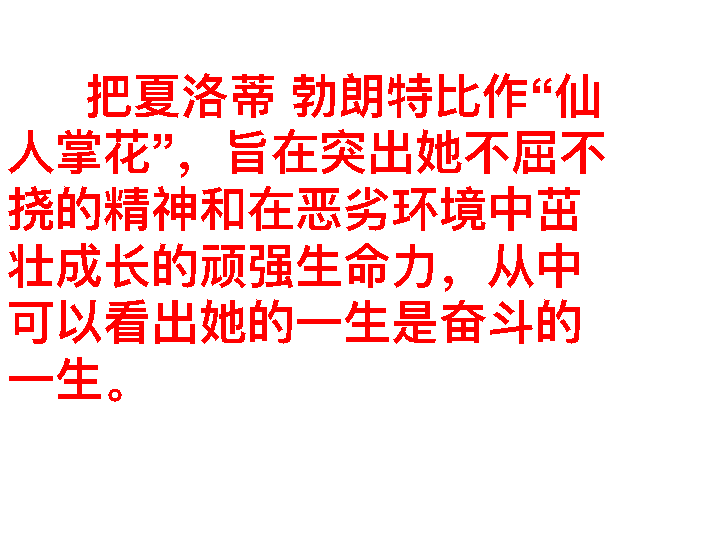 把夏洛蒂 勃朗特比作“仙
人掌花”，旨在突出她不屈不
挠的精神和在恶劣环境中茁
壮成长的顽强生命力，从中
可以看出她的一生是奋斗的
一生。